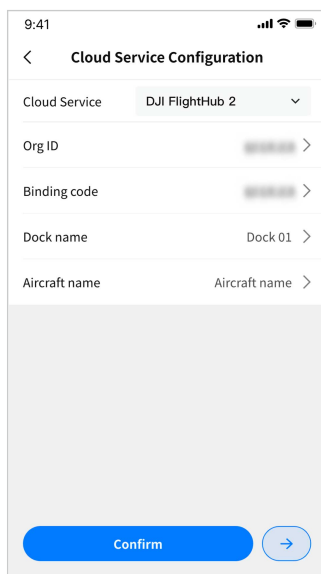 9:41
Cloud Service Configuration
Cloud Service DJI FlightHub 2
Org ID
Binding code
Dock name Dock 01
Aircraft name Aircraft name
Confirm